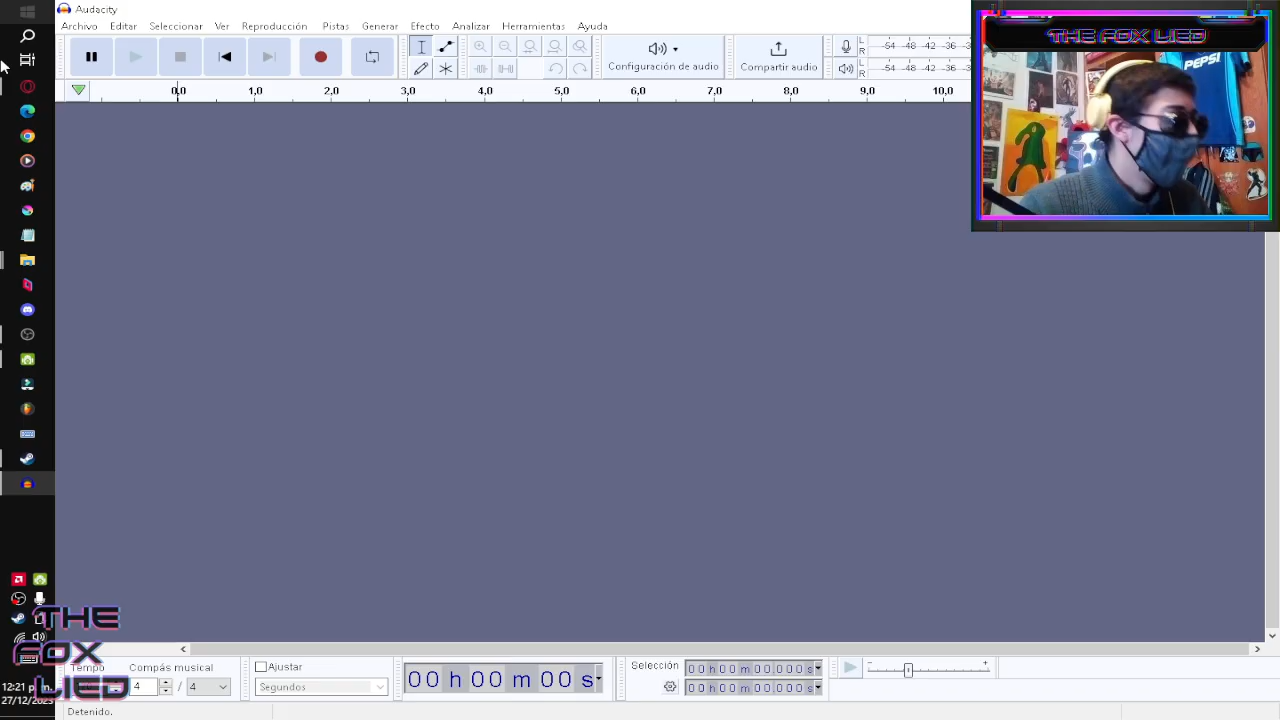 Audacity
Archivo Editar Seleccionar Ver Pistas Generar Efecto Analizar Ayuda
THE FOX LIED
PEPSI
L
R
-54 -48 -42 -36
L
R
-54 -48 -42 -36
Configuración de audio
Compartir audio
0,0 1,0 2,0 3,0 4,0 5,0 6,0 7,0 8,0 9,0 10,0
THE
FOX
LIED
Tempo Compás musical
4 / 4
Ajustar
Segundos
00 h 00 m 00 s
Selección
00 h 00 m 00,000 s
00 h 00 m 00,000 s
- +
12:21
27/12/2023
Detenido.